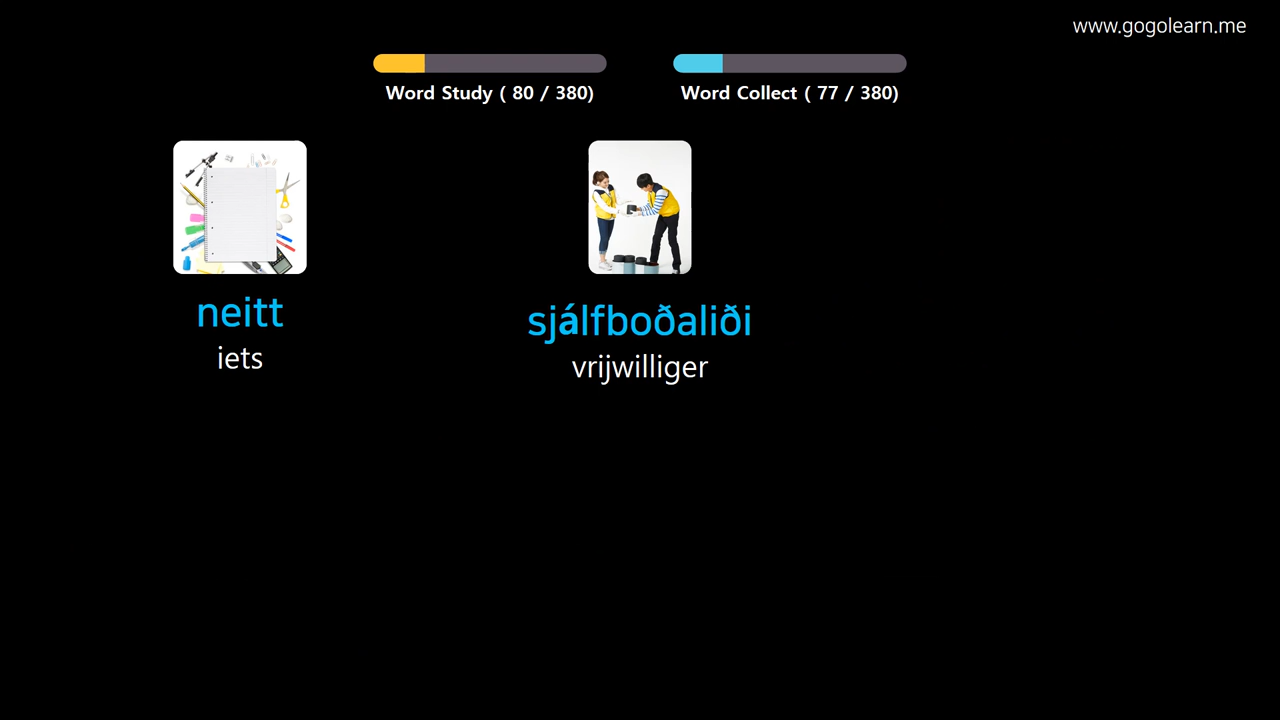 www.gogolearn.me
Word Study ( 80 / 380)
Word Collect ( 77 / 380)
neitt
iets
sjálfboðaliði
vrijwilliger